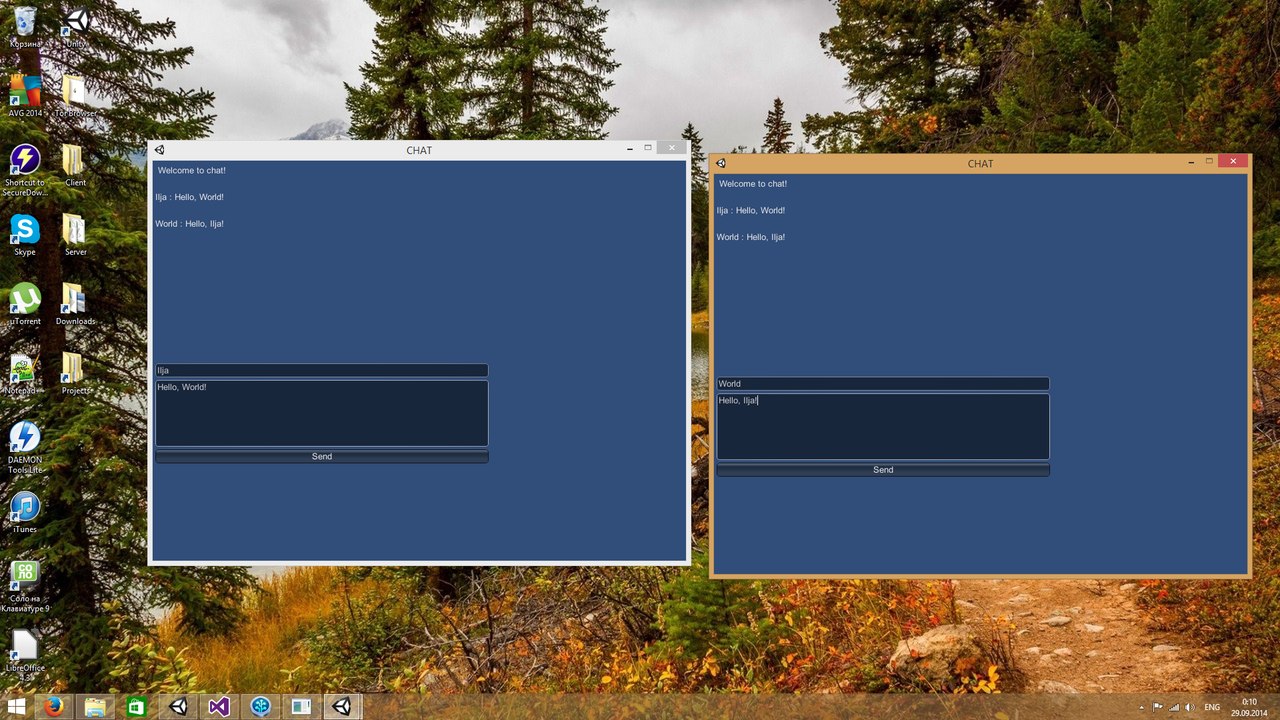 Корзина
Unity
AVG 2014
Tor Browser
Shortcut to
SecureDow...
Client
Skype
Server
uTorrent
Downloads
Notepad++
Projects
DAEMON
Tools Lite
iTunes
СОЛО
Соло на
Клавиатуре 9
LibreOffice
4.3
CHAT
Welcome to chat!
Ilja : Hello, World!
World : Hello, Ilja!
Ilja
Hello, World!
Send
CHAT
Welcome to chat!
Ilja : Hello, World!
World : Hello, Ilja!
World
Hello, Ilja!
Send
ENG
0:10
29.09.2014